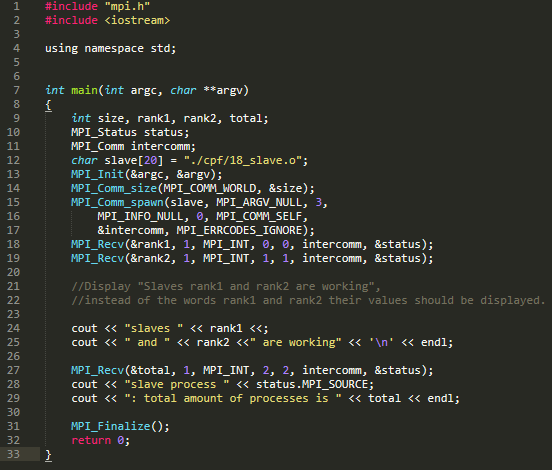 1 #include "mpi.h"
2 #include <iostream>
3
4 using namespace std;
5
6
7 int main(int argc, char **argv)
8 {
9     int size, rank1, rank2, total;
10     MPI_Status status;
11     MPI_Comm intercomm;
12     char slave[20] = "./cpf/18_slave.o";
13     MPI_Init(&argc, &argv);
14     MPI_Comm_size(MPI_COMM_WORLD, &size);
15     MPI_Comm_spawn(slave, MPI_ARGV_NULL, 3,
16         MPI_INFO_NULL, 0, MPI_COMM_SELF,
17         &intercomm, MPI_ERRCODES_IGNORE);
18     MPI_Recv(&rank1, 1, MPI_INT, 0, 0, intercomm, &status);
19     MPI_Recv(&rank2, 1, MPI_INT, 1, 1, intercomm, &status);
20
21     //Display "Slaves rank1 and rank2 are working",
22     //instead of the words rank1 and rank2 their values should be displayed.
23
24     cout << "slaves " << rank1 <<;
25     cout << " and " << rank2 <<" are working" << '\n' << endl;
26
27     MPI_Recv(&total, 1, MPI_INT, 2, 2, intercomm, &status);
28     cout << "slave process " << status.MPI_SOURCE;
29     cout << ": total amount of processes is " << total << endl;
30
31     MPI_Finalize();
32     return 0;
33 }